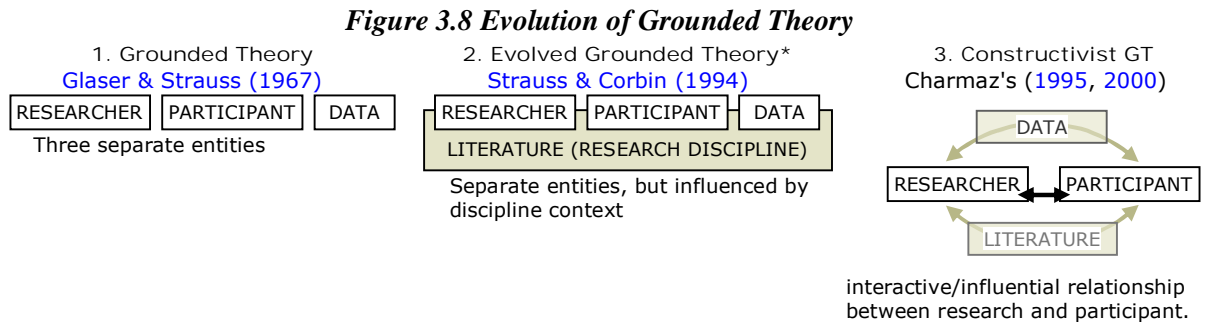 Figure 3.8 Evolution of Grounded Theory
1. Grounded Theory
Glaser & Strauss (1967)
RESEARCHER PARTICIPANT DATA
Three separate entities
2. Evolved Grounded Theory*
Strauss & Corbin (1994)
RESEARCHER PARTICIPANT DATA
LITERATURE (RESEARCH DISCIPLINE)
Separate entities, but influenced by
discipline context
3. Constructivist GT
Charmaz's (1995, 2000)
DATA
RESEARCHER PARTICIPANT
LITERATURE
interactive/influential relationship
between research and participant.